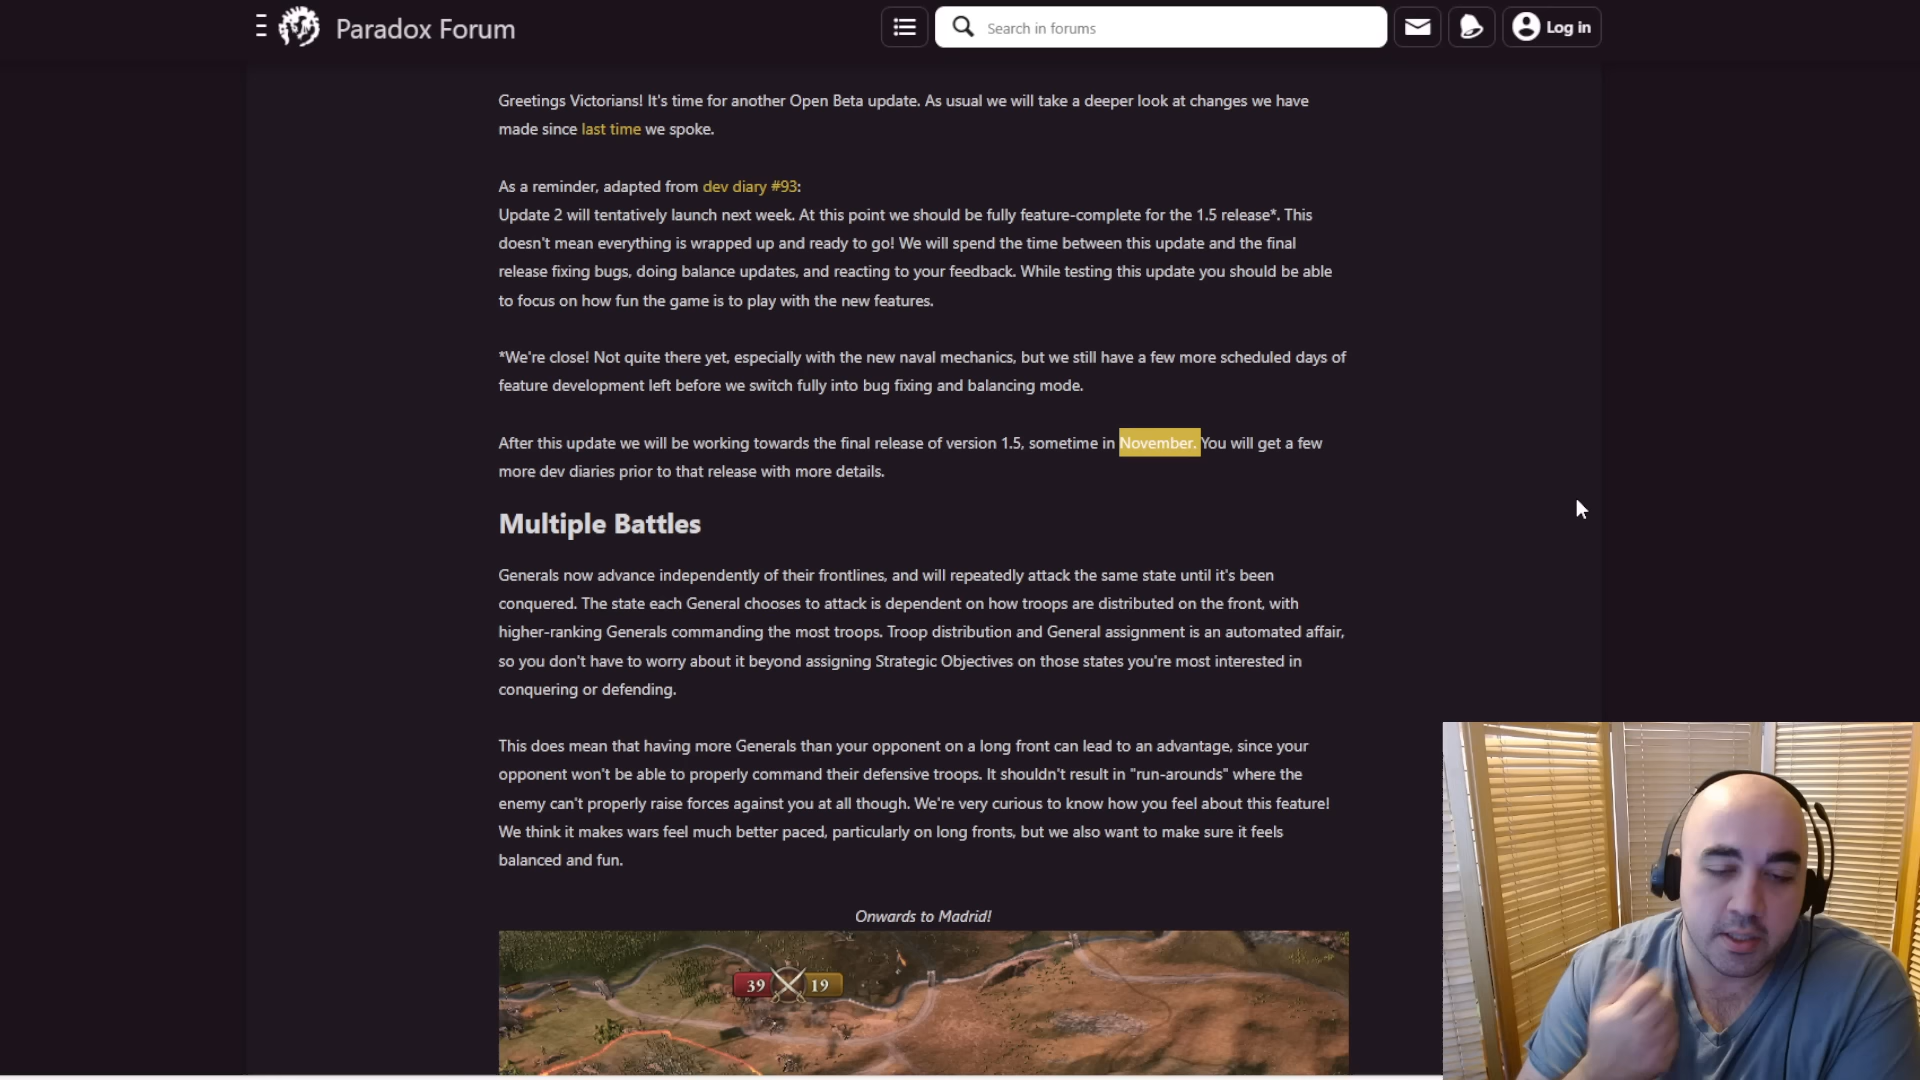 Paradox Forum
Search in forums
Log in
Greetings Victorians! It's time for another Open Beta update. As usual we will take a deeper look at changes we have
made since last time we spoke.
As a reminder, adapted from dev diary #93:
Update 2 will tentatively launch next week. At this point we should be fully feature-complete for the 1.5 release*. This
doesn't mean everything is wrapped up and ready to go! We will spend the time between this update and the final
release fixing bugs, doing balance updates, and reacting to your feedback. While testing this update you should be able
to focus on how fun the game is to play with the new features.
*We're close! Not quite there yet, especially with the new naval mechanics, but we still have a few more scheduled days of
feature development left before we switch fully into bug fixing and balancing mode.
After this update we will be working towards the final release of version 1.5, sometime in November. You will get a few
more dev diaries prior to that release with more details.
Multiple Battles
Generals now advance independently of their frontlines, and will repeatedly attack the same state until it's been
conquered. The state each General chooses to attack is dependent on how troops are distributed on the front, with
higher-ranking Generals commanding the most troops. Troop distribution and General assignment is an automated affair,
so you don't have to worry about it beyond assigning Strategic Objectives on those states you're most interested in
conquering or defending.
This does mean that having more Generals than your opponent on a long front can lead to an advantage, since your
opponent won't be able to properly command their defensive troops. It shouldn't result in "run-arounds" where the
enemy can't properly raise forces against you at all though. We're very curious to know how you feel about this feature!
We think it makes wars feel much better paced, particularly on long fronts, but we also want to make sure it feels
balanced and fun.
Onwards to Madrid!
39 19